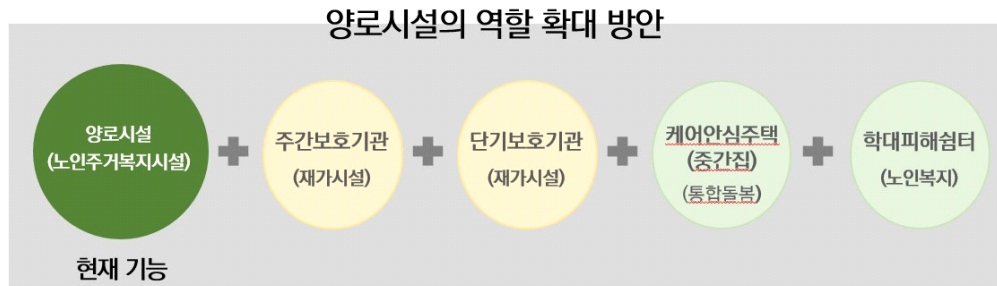 양로시설의 역할 확대 방안
양로시설
(노인주거복지시설)
주간보호기관
(재가시설)
단기보호기관
(재가시설)
케어안심주택
(중간집)
(통합돌봄)
학대피해쉼터
(노인복지)
현재 기능